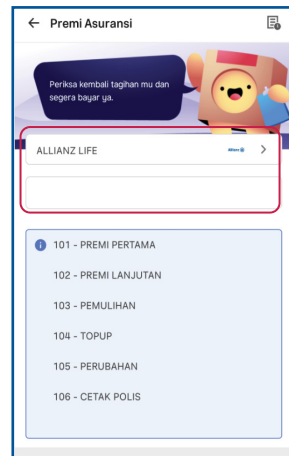 Premi Asuransi
Periksa kembali tagihan mu dan
segera bayar ya.
ALLIANZ LIFE
Allianz
101 - PREMI PERTAMA
102 - PREMI LANJUTAN
103 - PEMULIHAN
104 - TOPUP
105 - PERUBAHAN
106 - CETAK POLIS